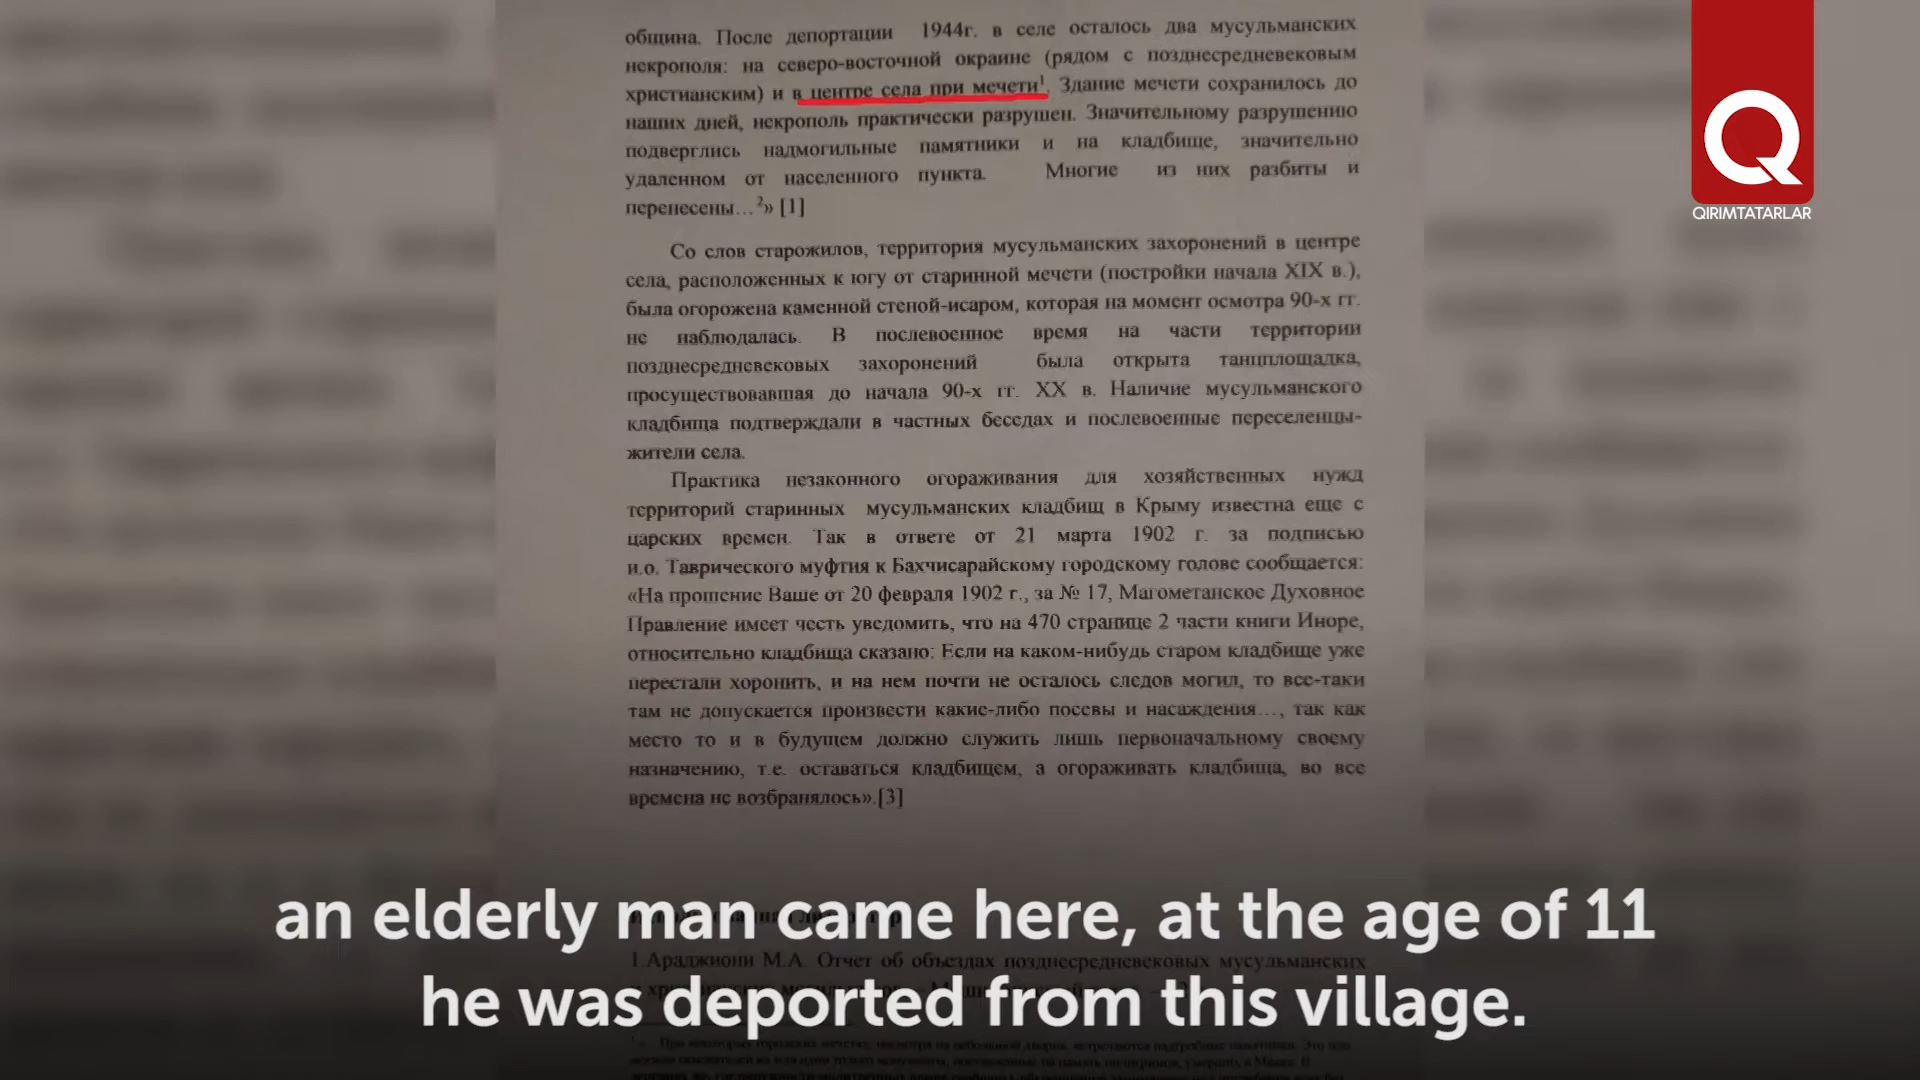 община. После депортации 1944г. в селе осталось два мусульманских
некрополя: на северо-восточной окраине (рядом с позднесредневековым
христианским) и в центре села при мечети¹. Здание мечети сохранилось до
наших дней, некрополь практически разрушен. Значительному разрушению
подверглись надмогильные памятники и на кладбище, значительно
удаленном от населенного пункта. Многие из них разбиты и
перенесены…²» [1]
Со слов старожилов, территория мусульманских захоронений в центре
села, расположенных к югу от старинной мечети (постройки начала XIX в.),
была огорожена каменной стеной-исаром, которая на момент осмотра 90-х гг.
не наблюдалась. В послевоенное время на части территории
позднесредневековых захоронений была открыта танцплощадка,
просуществовавшая до начала 90-х гг. XX в. Наличие мусульманского
кладбища подтверждали в частных беседах и послевоенные переселенцы-
жители села.
Практика незаконного огораживания для хозяйственных нужд
территорий старинных мусульманских кладбищ в Крыму известна еще с
царских времен. Так в ответе от 21 марта 1902 г. за подписью
и.о. Таврического муфтия к Бахчисарайскому городскому голове сообщается:
«На прошение Ваше от 20 февраля 1902 г., за № 17, Магометанское Духовное
Правление имеет честь уведомить, что на 470 странице 2 части книги Иноре,
относительно кладбища сказано: Если на каком-нибудь старом кладбище уже
перестали хоронить, и на нем почти не осталось следов могил, то все-таки
там не допускается произвести какие-либо посевы и насаждения…, так как
место то и в будущем должно служить лишь первоначальному своему
назначению, т.е. оставаться кладбищем, а огораживать кладбища, во все
времена не возбранялось».[3]
1.Араджиони М.А. Отчет об объездах позднесредневековых мусульманских
QIRIMTATARLAR
an elderly man came here, at the age of 11
he was deported from this village.